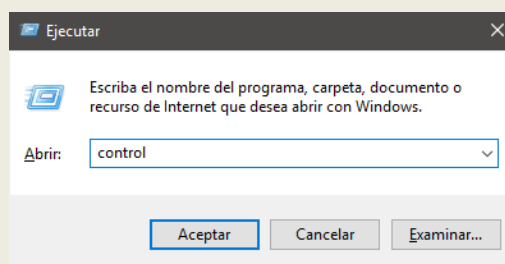 Ejecutar
Escriba el nombre del programa, carpeta, documento o
recurso de Internet que desea abrir con Windows.
Abrir: control
Aceptar Cancelar Examinar...